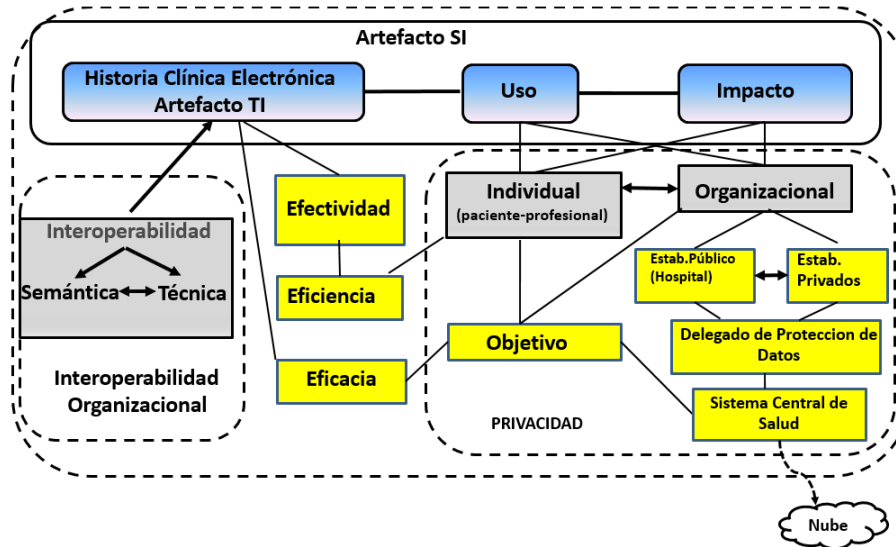 Artefacto SI
Historia Clínica Electrónica
Artefacto TI
Uso
Impacto
Interoperabilidad
Semántica
Técnica
Interoperabilidad
Organizacional
Efectividad
Eficiencia
Eficacia
Individual
(paciente-profesional)
Organizacional
Estab.Público
(Hospital)
Estab.
Privados
Objetivo
Delegado de Proteccion de
Datos
Sistema Central de
Salud
PRIVACIDAD
Nube